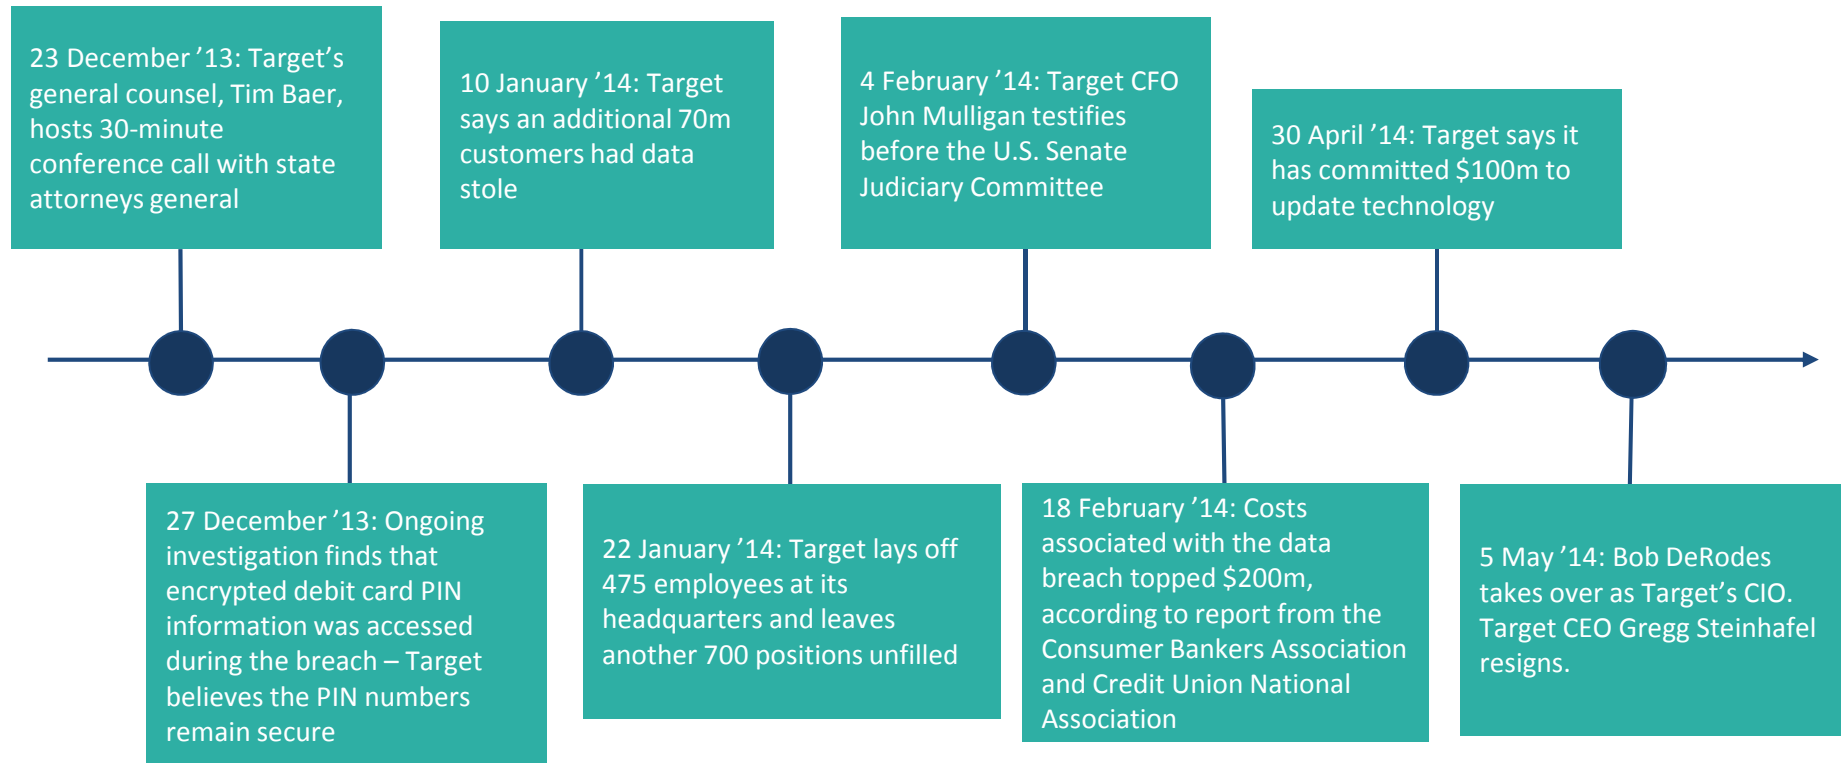 23 December ’13: Target’s
general counsel, Tim Baer,
hosts 30-minute
conference call with state
attorneys general
27 December ’13: Ongoing
investigation finds that
encrypted debit card PIN
information was accessed
during the breach – Target
believes the PIN numbers
remain secure
10 January ’14: Target
says an additional 70m
customers had data
stole
22 January ’14: Target lays off
475 employees at its
headquarters and leaves
another 700 positions unfilled
4 February ’14: Target CFO
John Mulligan testifies
before the U.S. Senate
Judiciary Committee
18 February ’14: Costs
associated with the data
breach topped $200m,
according to report from the
Consumer Bankers Association
and Credit Union National
Association
30 April ’14: Target says it
has committed $100m to
update technology
5 May ’14: Bob DeRodes
takes over as Target’s CIO.
Target CEO Gregg Steinhafel
resigns.